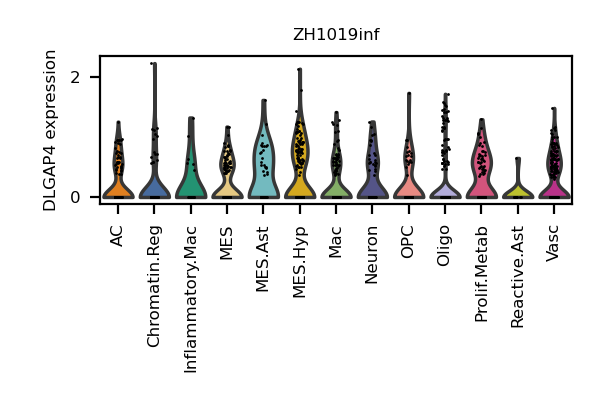 ZH1019inf
DLGAP4 expression
2
0
AC
Chromatin.Reg
Inflammatory.Mac
MES
MES.Ast
MES.Hyp
Mac
Neuron
OPC
Oligo
Prolif.Metab
Reactive.Ast
Vasc